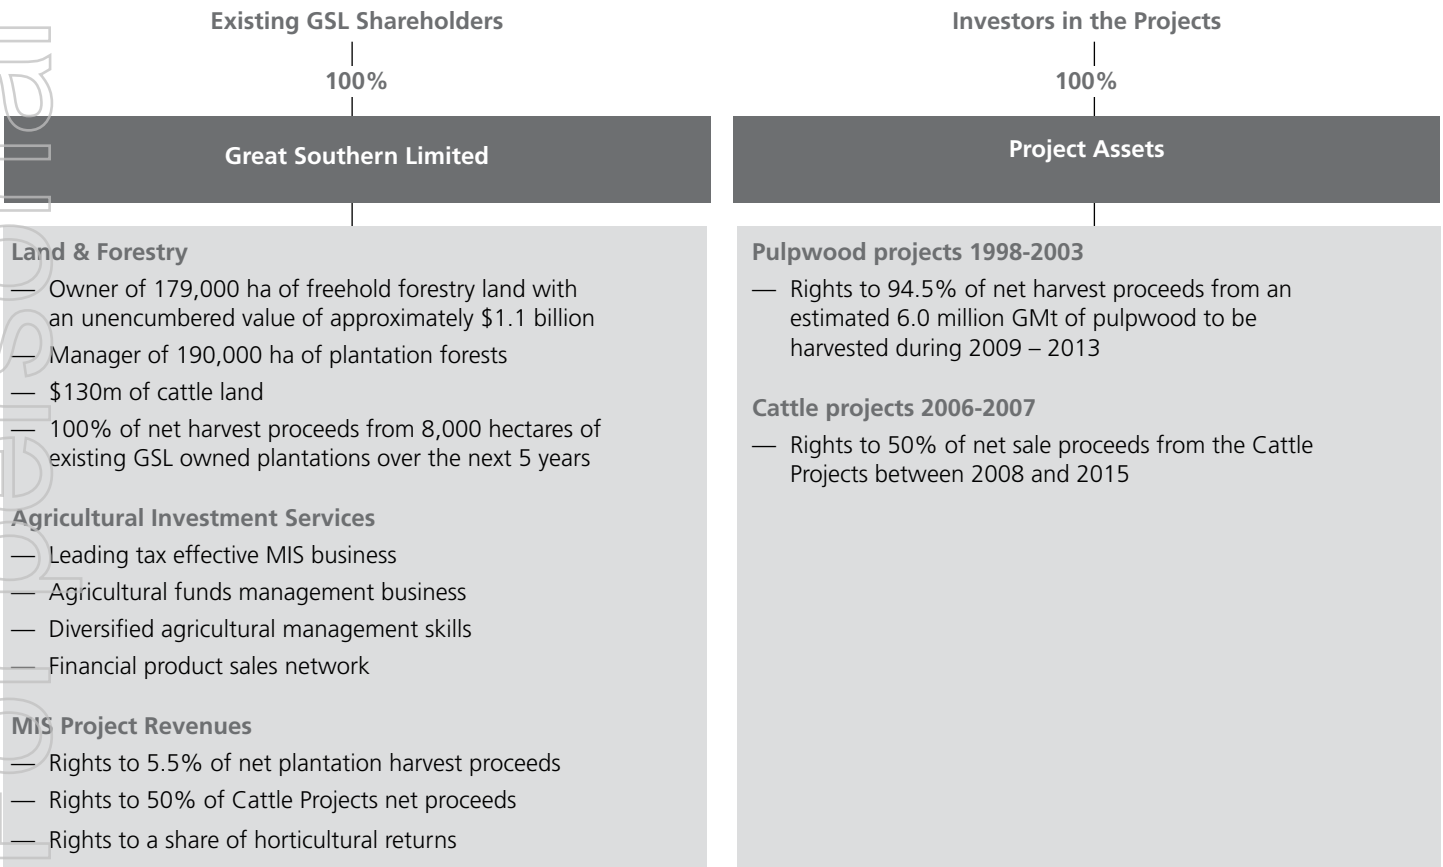 Existing GSL Shareholders
100%
Great Southern Limited
Land & Forestry
— Owner of 179,000 ha of freehold forestry land with
an unencumbered value of approximately $1.1 billion
— Manager of 190,000 ha of plantation forests
— $130m of cattle land
— 100% of net harvest proceeds from 8,000 hectares of
existing GSL owned plantations over the next 5 years
Agricultural Investment Services
— Leading tax effective MIS business
— Agricultural funds management business
— Diversified agricultural management skills
— Financial product sales network
MIS Project Revenues
— Rights to 5.5% of net plantation harvest proceeds
— Rights to 50% of Cattle Projects net proceeds
— Rights to a share of horticultural returns
Investors in the Projects
100%
Project Assets
Pulpwood projects 1998-2003
— Rights to 94.5% of net harvest proceeds from an
estimated 6.0 million GMt of pulpwood to be
harvested during 2009 – 2013
Cattle projects 2006-2007
— Rights to 50% of net sale proceeds from the Cattle
Projects between 2008 and 2015